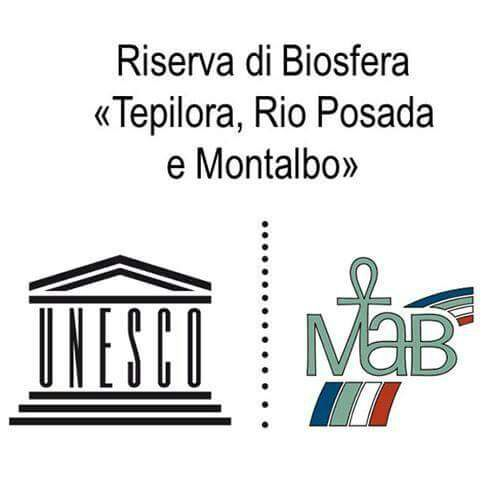 Riserva di Biosfera
«Tepilora, Rio Posada
e Montalbo»
UNESCO
MaB